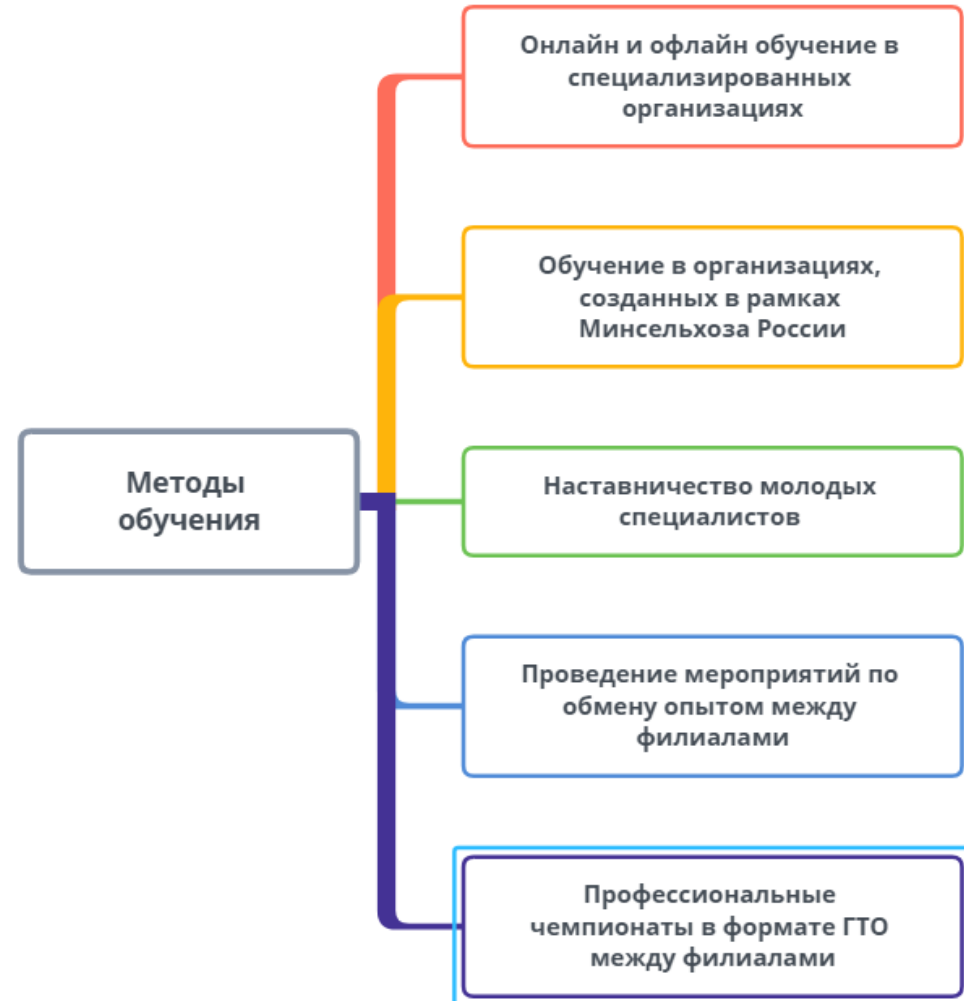 Онлайн и офлайн обучение в
специализированных
организациях
Обучение в организациях,
созданных в рамках
Минсельхоза России
Методы
обучения
Наставничество молодых
специалистов
Проведение мероприятий по
обмену опытом между
филиалами
Профессиональные
чемпионаты в формате ГТО
между филиалами